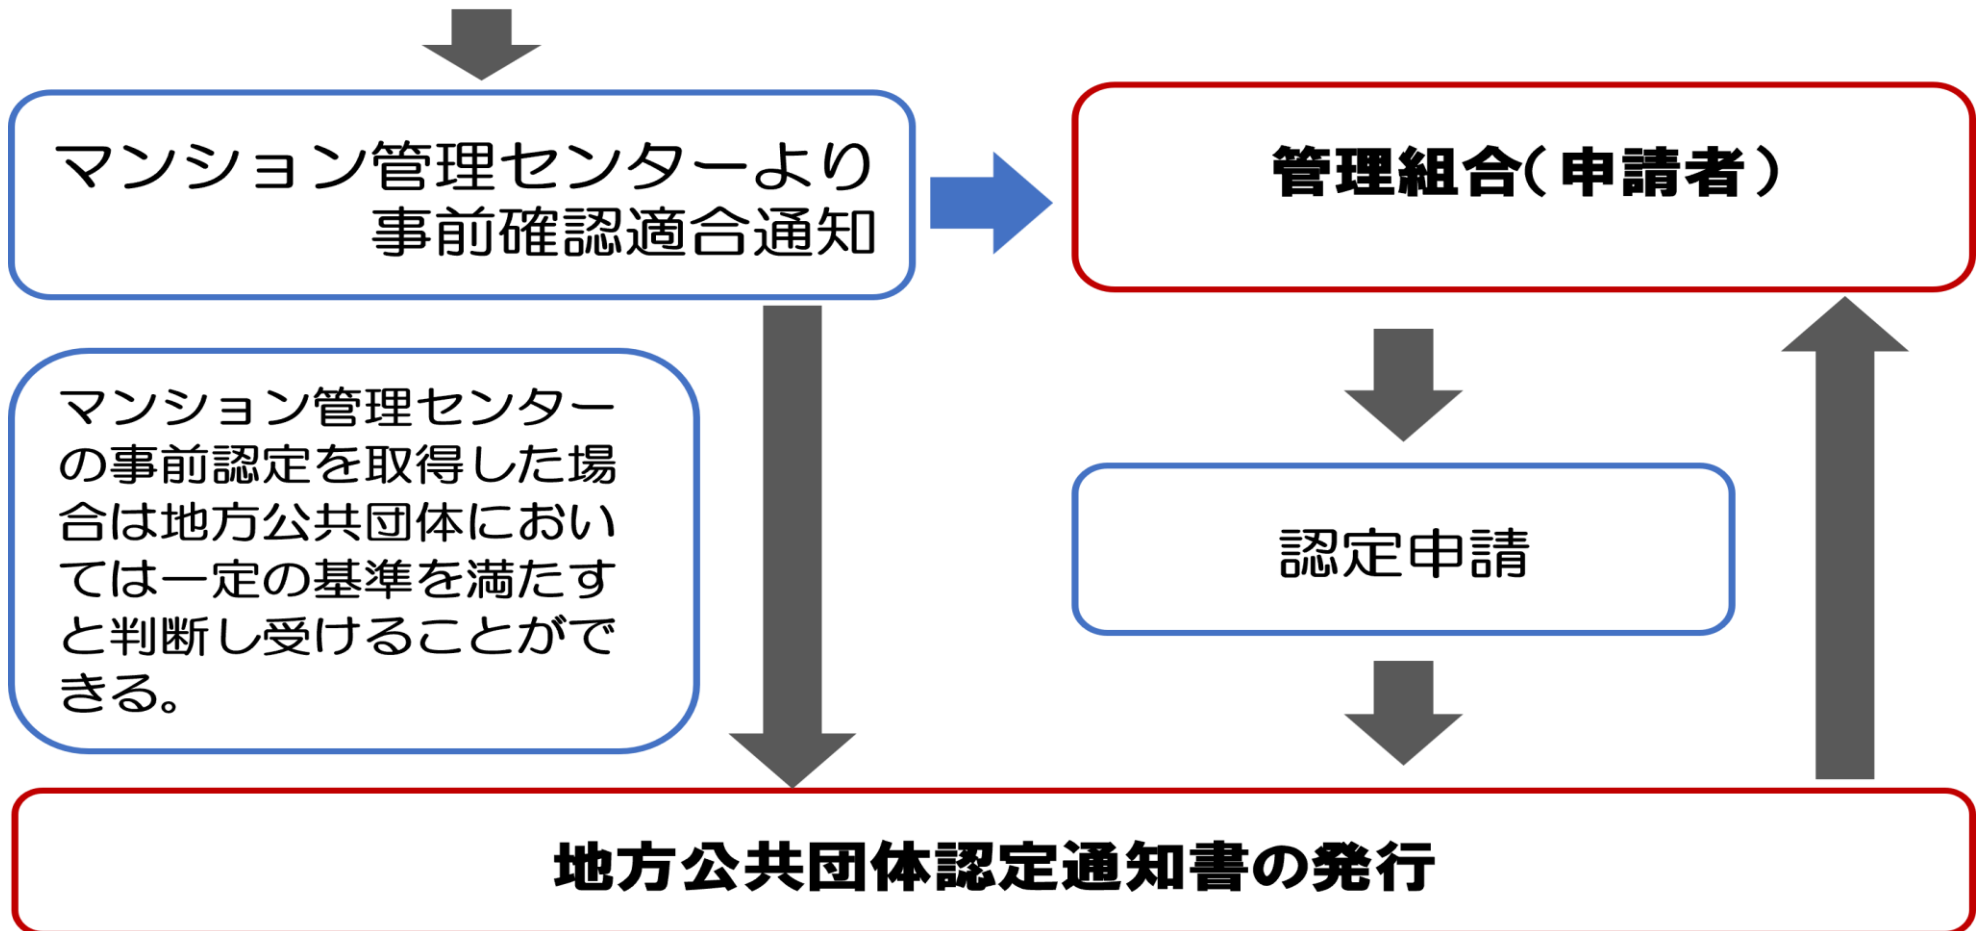 マンション管理センターより
事前確認適合通知
管理組合(申請者)
マンション管理センター
の事前認定を取得した場
合は地方公共団体におい
ては一定の基準を満たす
と判断し受けることがで
きる。
認定申請
地方公共団体認定通知書の発行